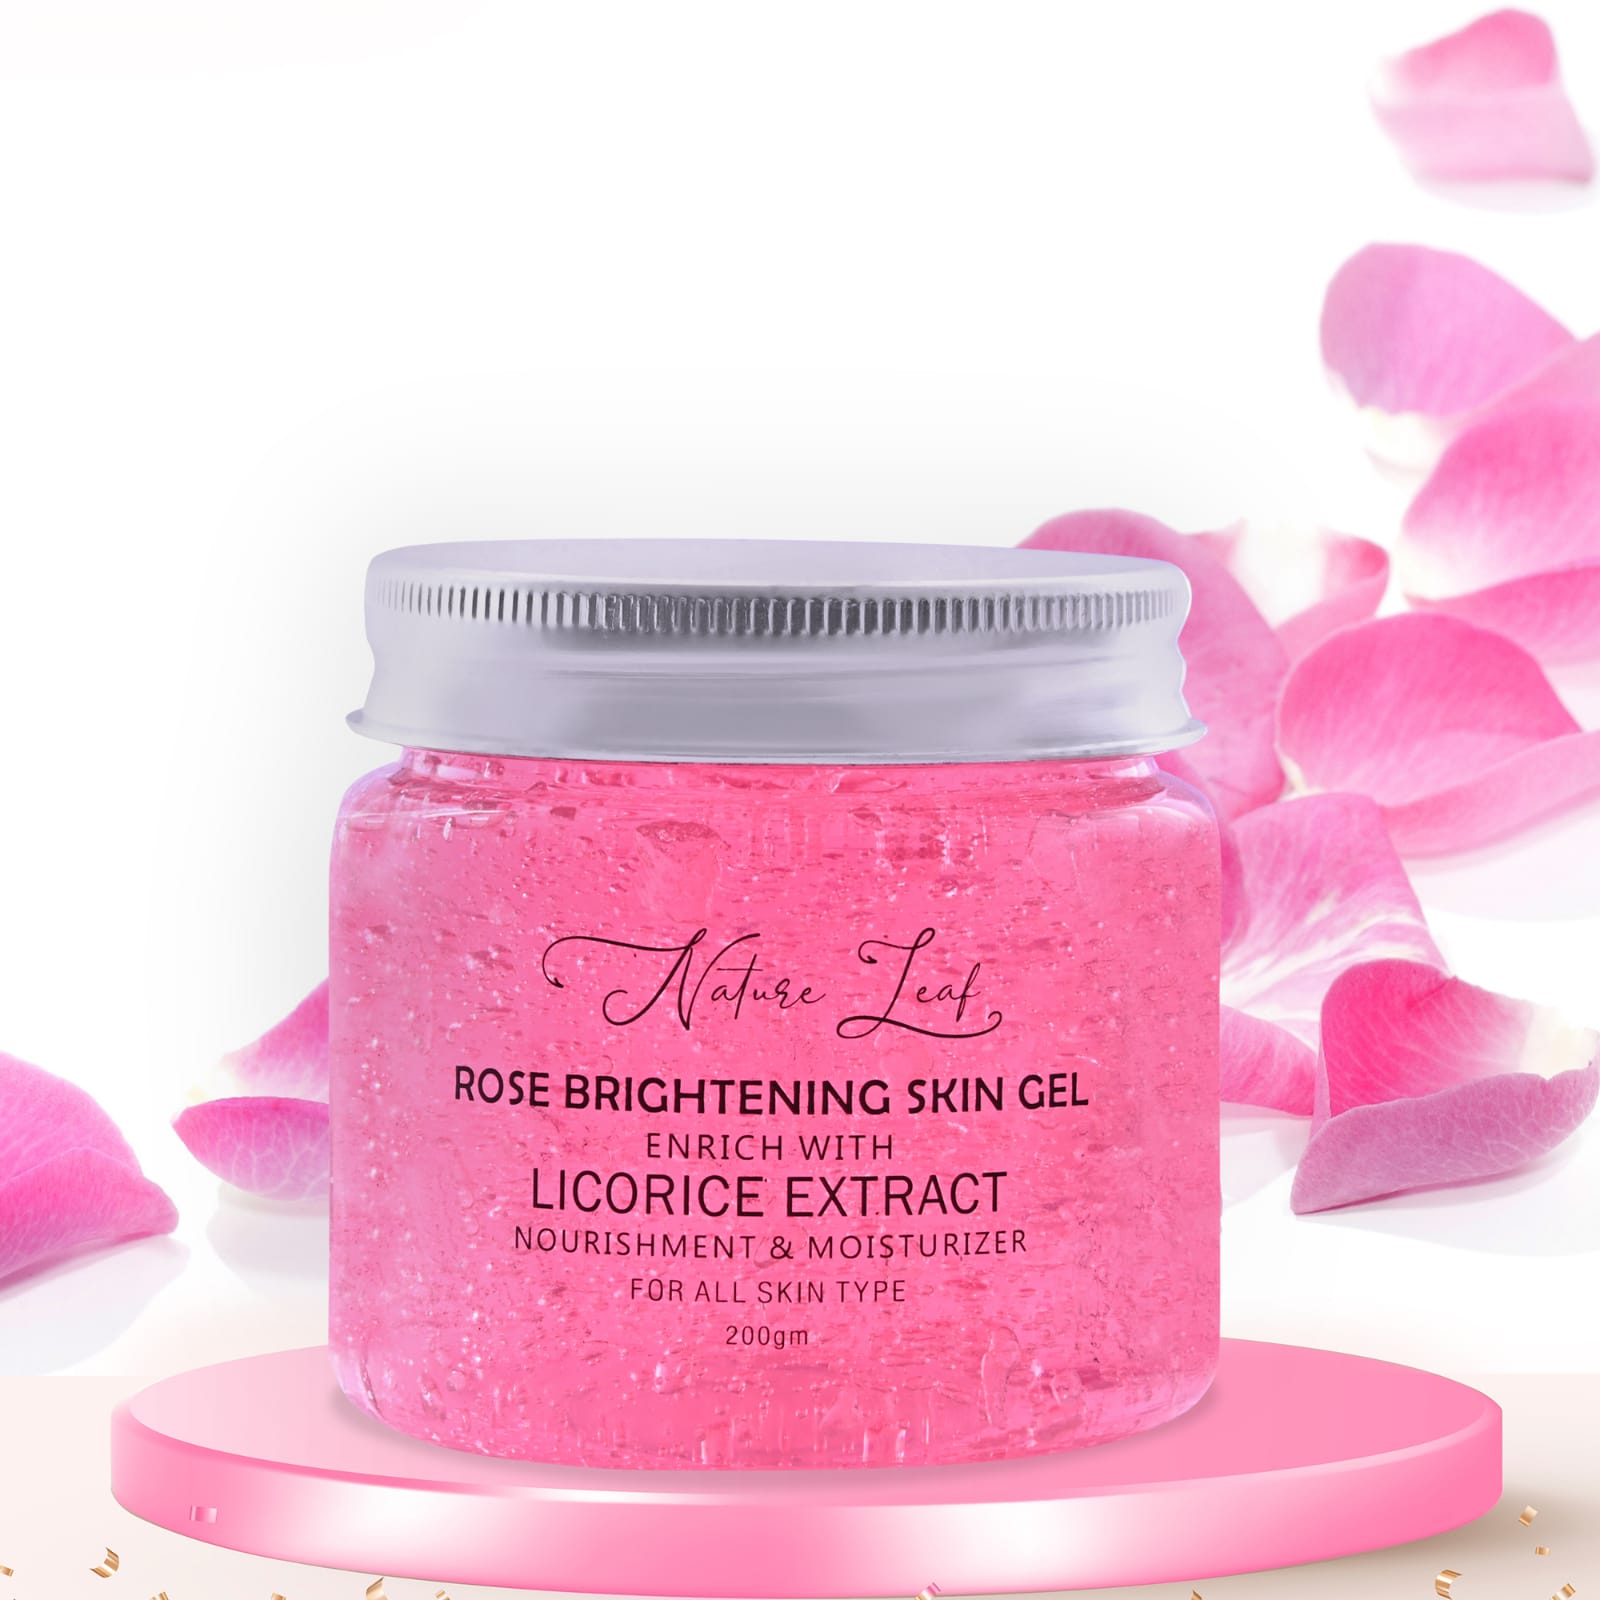 Nature Leaf
ROSE BRIGHTENING SKIN GEL
ENRICH WITH
LICORICE EXTRACT
NOURISHMENT & MOISTURIZER
FOR ALL SKIN TYPE
200gm